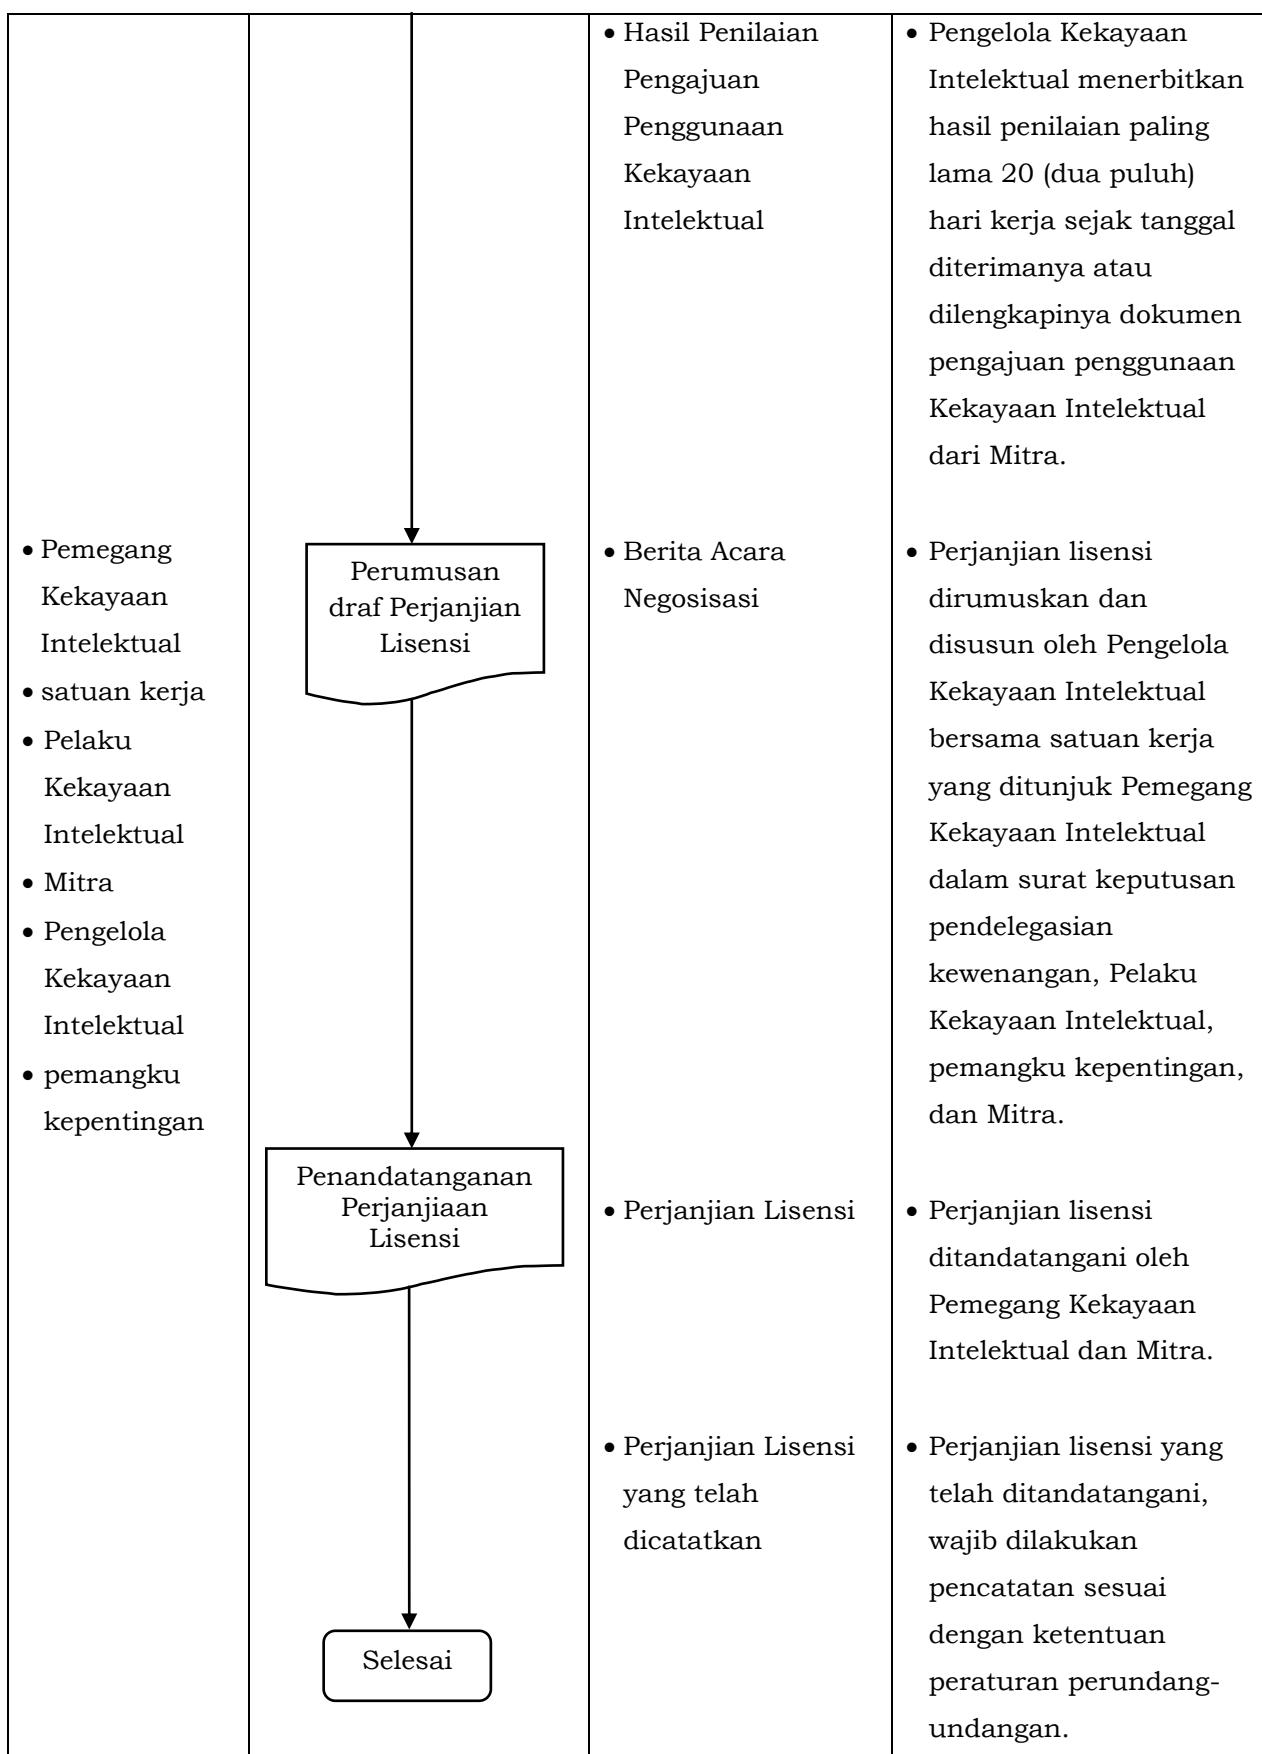 • Hasil Penilaian
Pengajuan
Penggunaan
Kekayaan
Intelektual
• Pengelola Kekayaan
Intelektual menerbitkan
hasil penilaian paling
lama 20 (dua puluh)
hari kerja sejak tanggal
diterimanya atau
dilengkapinya dokumen
pengajuan penggunaan
Kekayaan Intelektual
dari Mitra.
• Pemegang
Kekayaan
Intelektual
• satuan kerja
• Pelaku
Kekayaan
Intelektual
• Mitra
• Pengelola
Kekayaan
Intelektual
• pemangku
kepentingan
Perumusan
draf Perjanjian
Lisensi
• Berita Acara
Negosisasi
• Perjanjian lisensi
dirumuskan dan
disusun oleh Pengelola
Kekayaan Intelektual
bersama satuan kerja
yang ditunjuk Pemegang
Kekayaan Intelektual
dalam surat keputusan
pendelegasian
kewenangan, Pelaku
Kekayaan Intelektual,
pemangku kepentingan,
dan Mitra.
Penandatanganan
Perjanjiaan
Lisensi
• Perjanjian Lisensi
• Perjanjian lisensi
ditandatangani oleh
Pemegang Kekayaan
Intelektual dan Mitra.
• Perjanjian Lisensi
yang telah
dicatatkan
• Perjanjian lisensi yang
telah ditandatangani,
wajib dilakukan
pencatatan sesuai
dengan ketentuan
peraturan perundang-
undangan.
Selesai